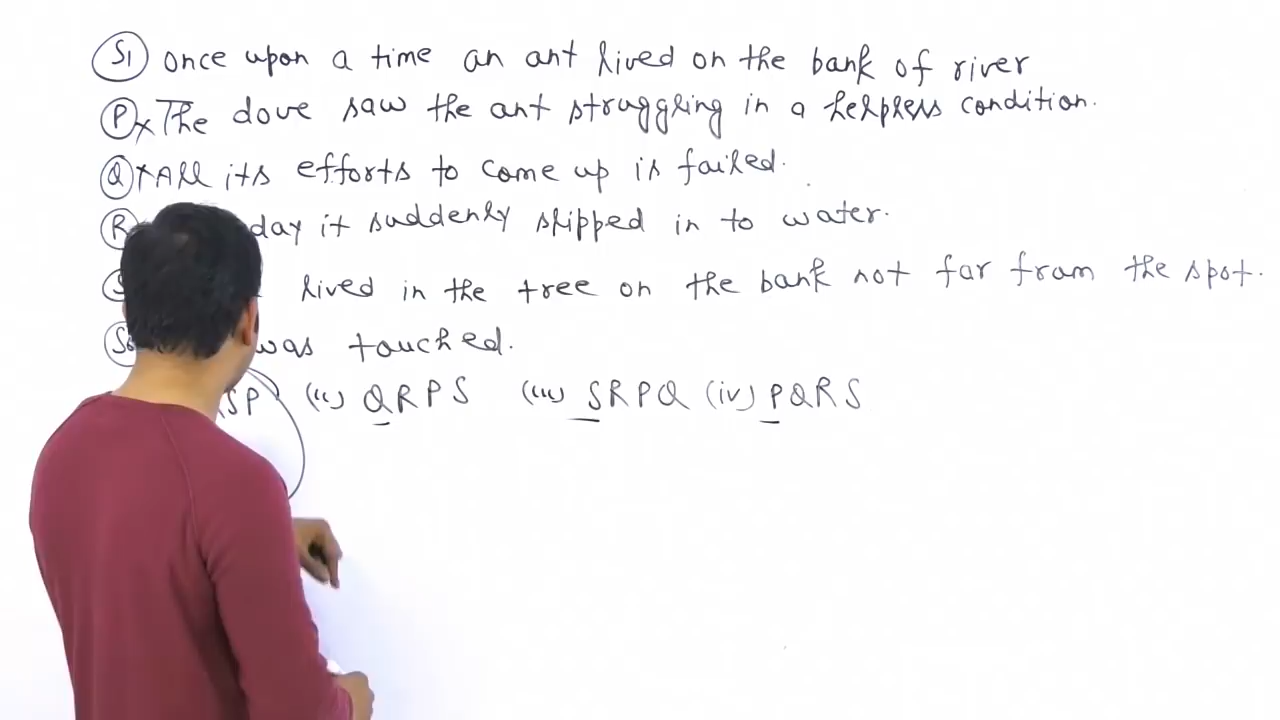 S1 once upon a time an ant lived on the bank of river
P x The dove saw the ant struggling in a helpless condition.
Q x All its efforts to come up is failed.
R day it suddenly slipped in to water.
S lived in the tree on the bank not far from the spot.
S6 was touched.
SP (ii) QRPS (iii) SRPQ (iv) PQRS